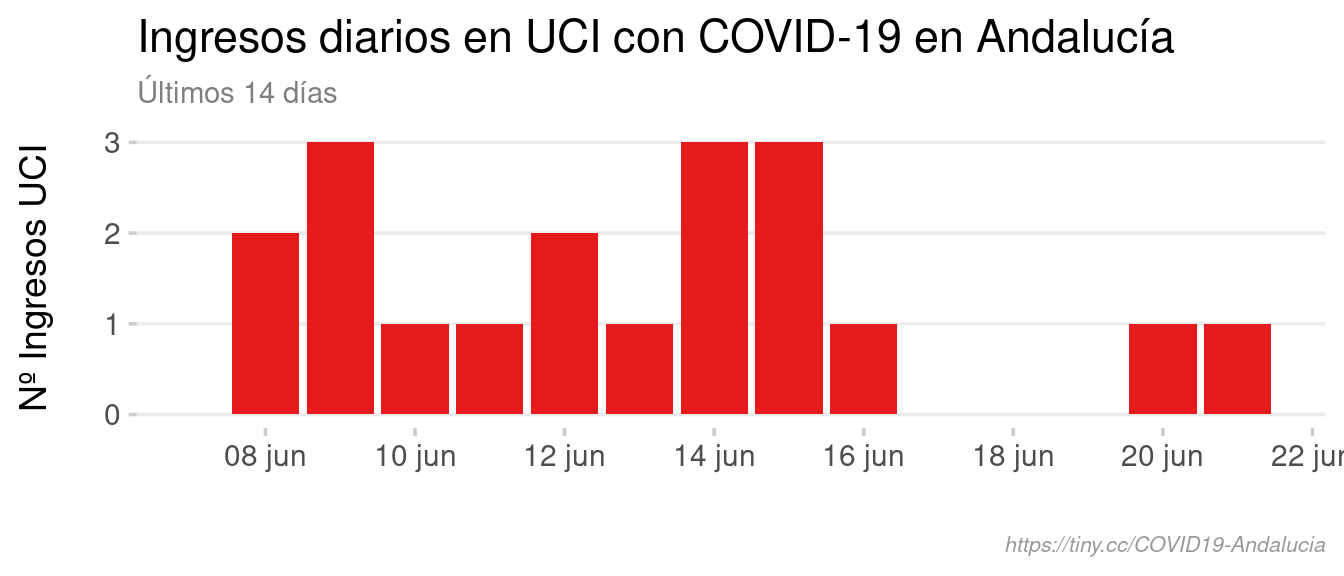 Ingresos diarios en UCI con COVID-19 en Andalucía
Últimos 14 días
Nº Ingresos UCI
3
2
1
0
08 jun 10 jun 12 jun 14 jun 16 jun 18 jun 20 jun 22 jun
https://tiny.cc/COVID19-Andalucia